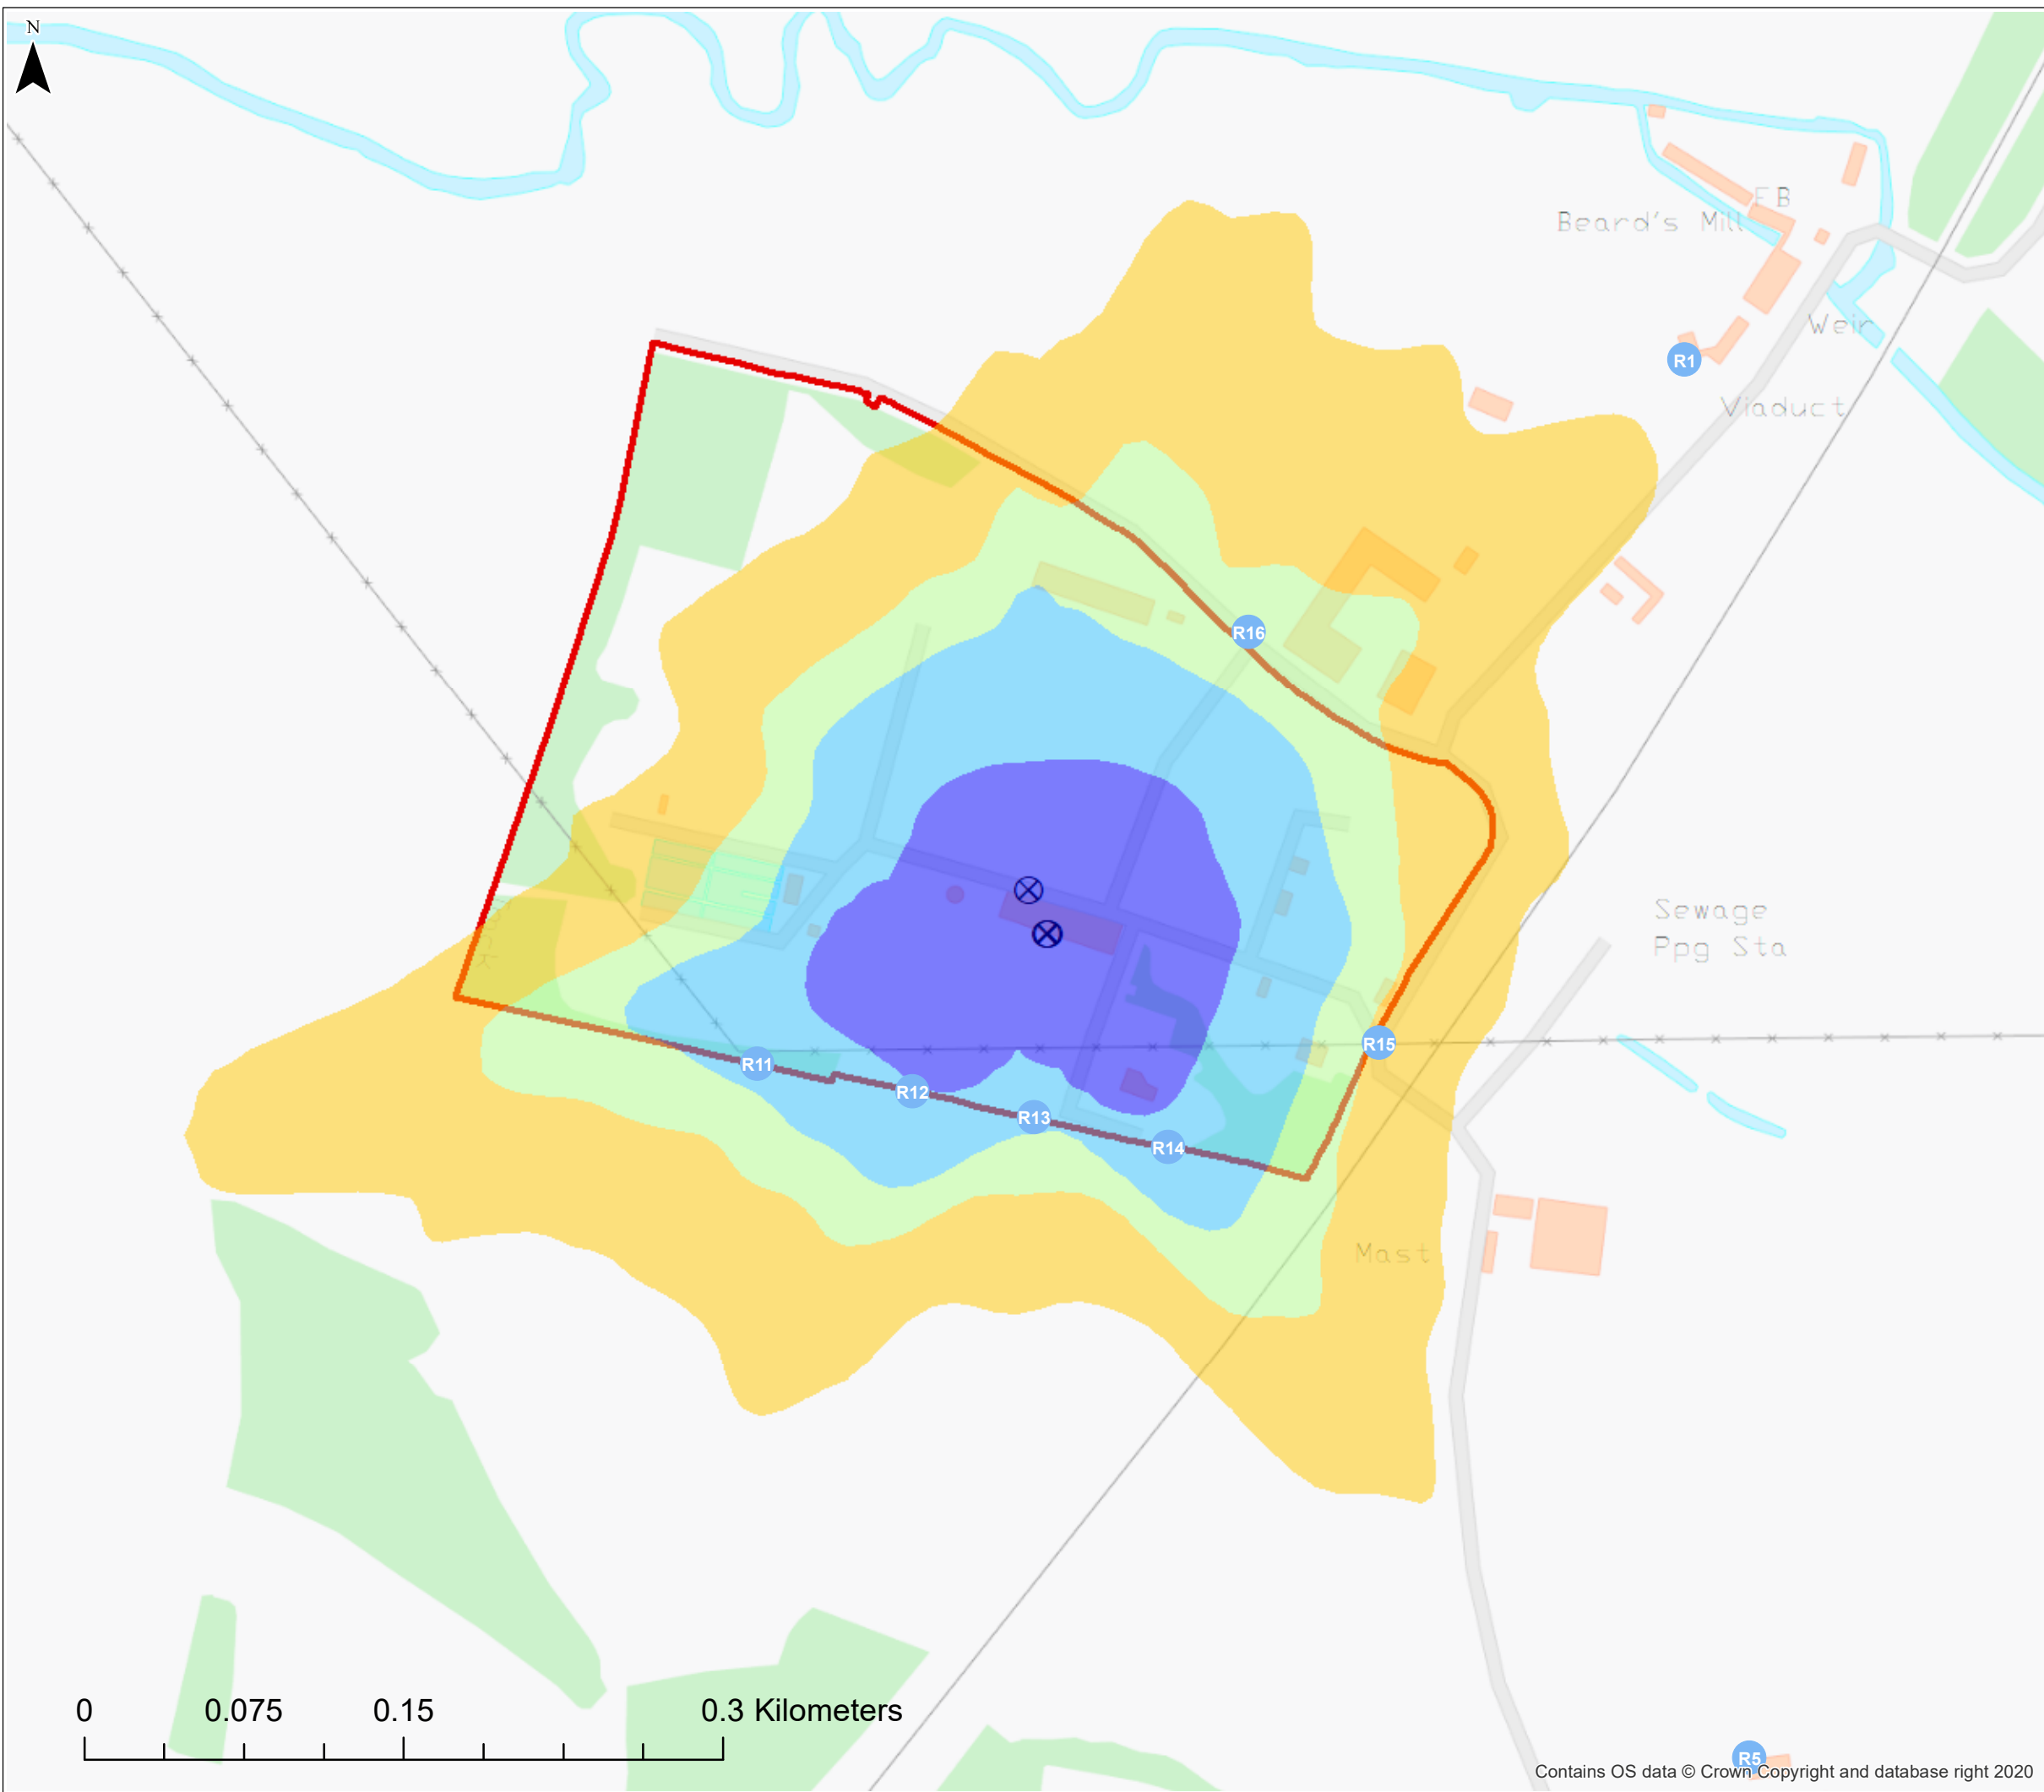 N
FB
Beard's Mill
Weir
R1
Viaduct
R16
Sewage
Ppg Sta
R15
R11
R12
R13
R14
Mast
0 0.075 0.15 0.3 Kilometers
R5
Contains OS data © Crown Copyright and database right 2020